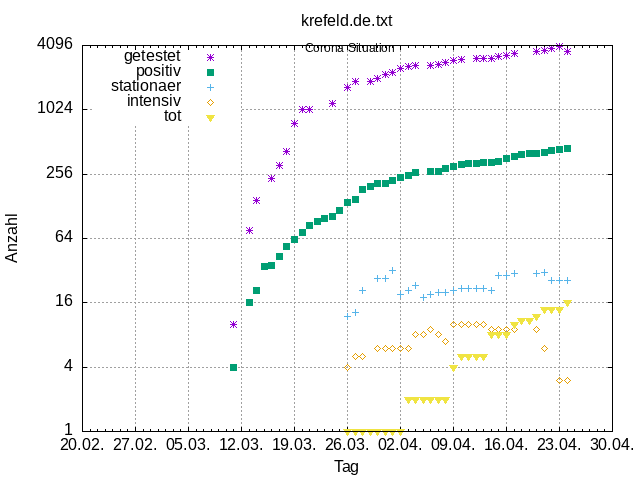 krefeld.de.txt
Corona Situation
getestet
positiv
stationaer
intensiv
tot
Anzahl
4096
1024
256
64
16
4
1
20.02. 27.02. 05.03. 12.03. 19.03. 26.03. 02.04. 09.04. 16.04. 23.04. 30.04.
Tag